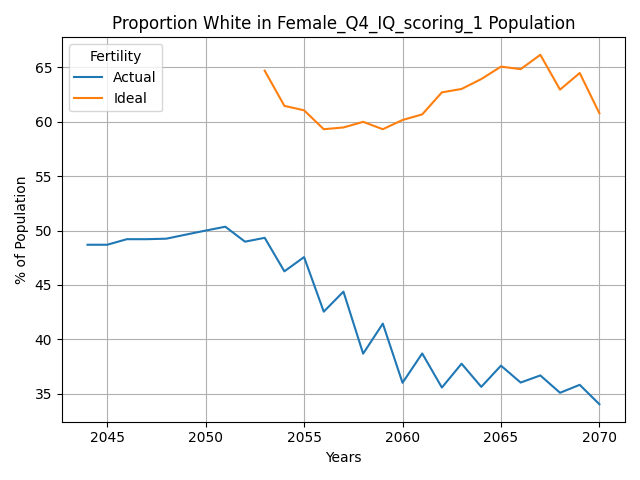 Proportion White in Female_Q4_IQ_scoring_1 Population
Fertility
Actual
Ideal
% of Population
65
60
55
50
45
40
35
2045 2050 2055 2060 2065 2070
Years